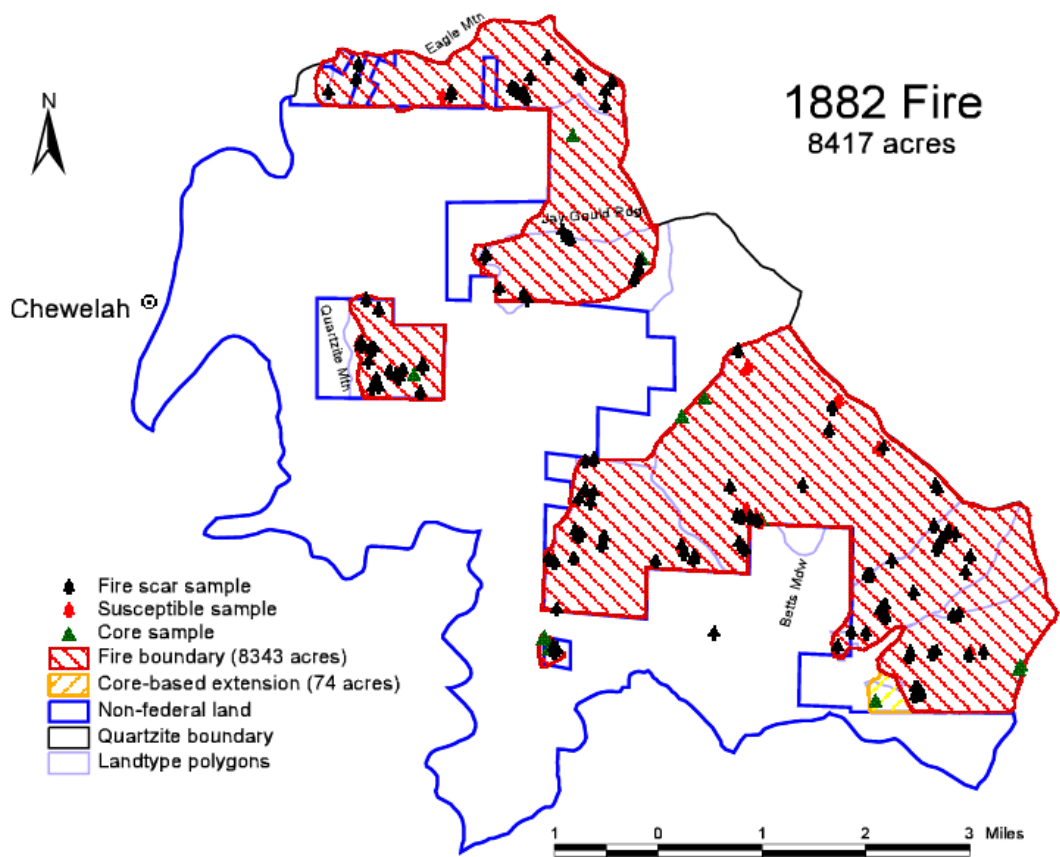 Eagle Mtn
N
1882 Fire
8417 acres
Jay Gould Rdg
Chewelah
Quartzite Mtn
Betts Mdw
Fire scar sample
Susceptible sample
Core sample
Fire boundary (8343 acres)
Core-based extension (74 acres)
Non-federal land
Quartzite boundary
Landtype polygons
1 0 1 2 3 Miles